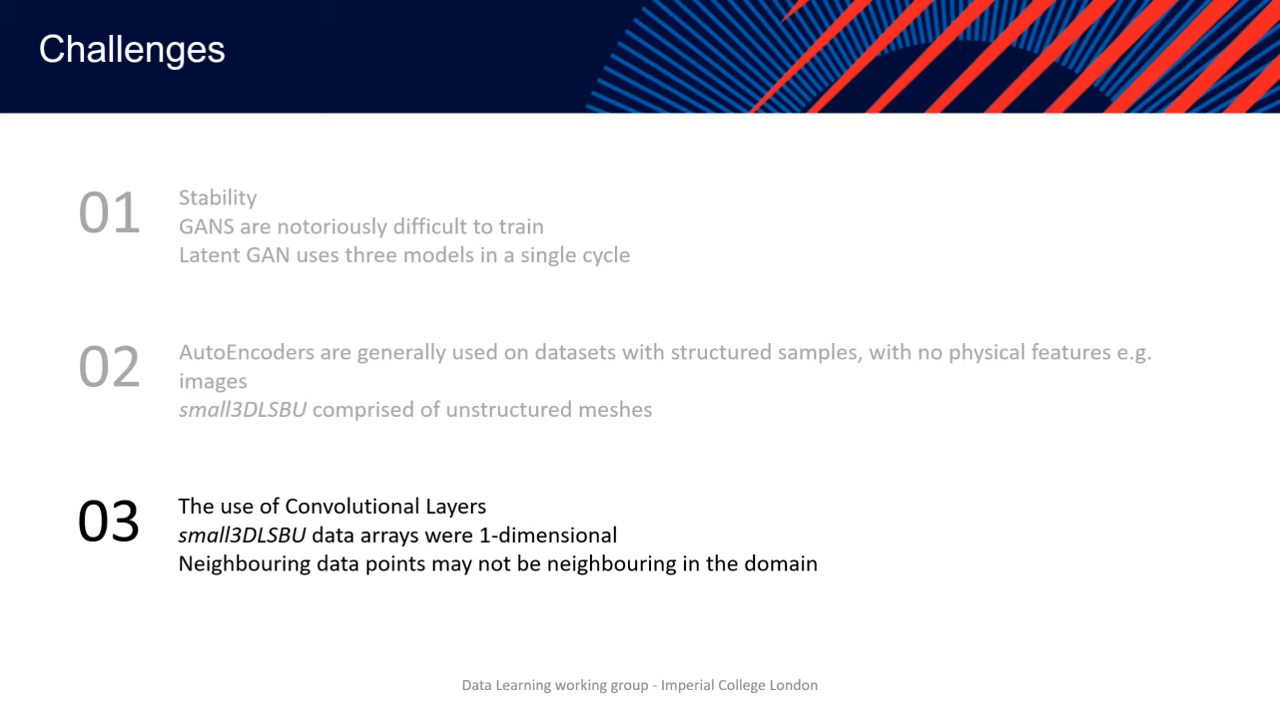 Challenges
01
Stability
GANS are notoriously difficult to train
Latent GAN uses three models in a single cycle
02
AutoEncoders are generally used on datasets with structured samples, with no physical features e.g.
images
small3DLSBU comprised of unstructured meshes
03
The use of Convolutional Layers
small3DLSBU data arrays were 1-dimensional
Neighbouring data points may not be neighbouring in the domain
Data Learning working group - Imperial College London